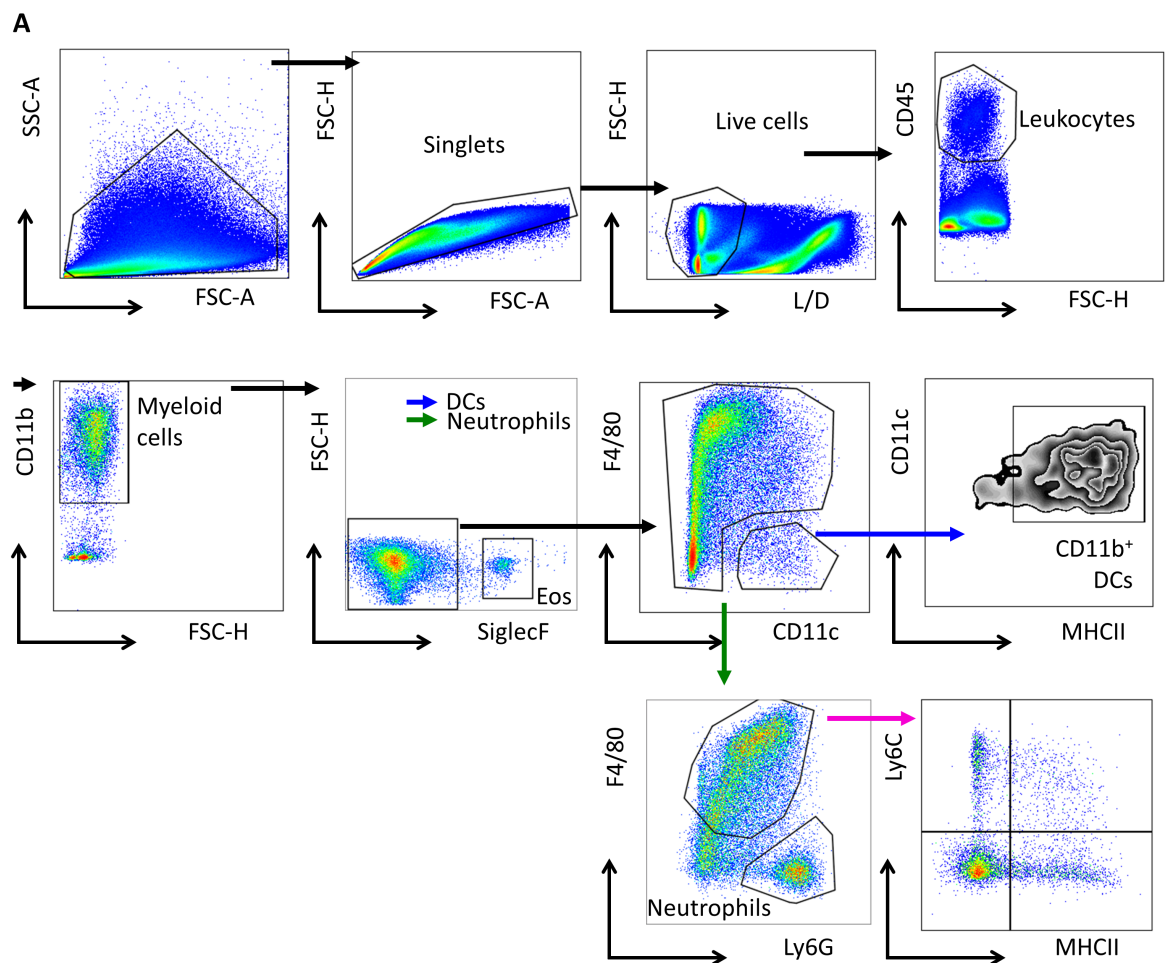 A
SSC-A
FSC-A
FSC-H
Singlets
FSC-A
FSC-H
Live cells
L/D
CD45
Leukocytes
FSC-H
CD11b
Myeloid
cells
FSC-H
FSC-H
DCs
Neutrophils
Eos
SiglecF
F4/80
CD11c
CD11c
CD11b⁺
DCs
MHCII
F4/80
Neutrophils
Ly6G
Ly6C
MHCII